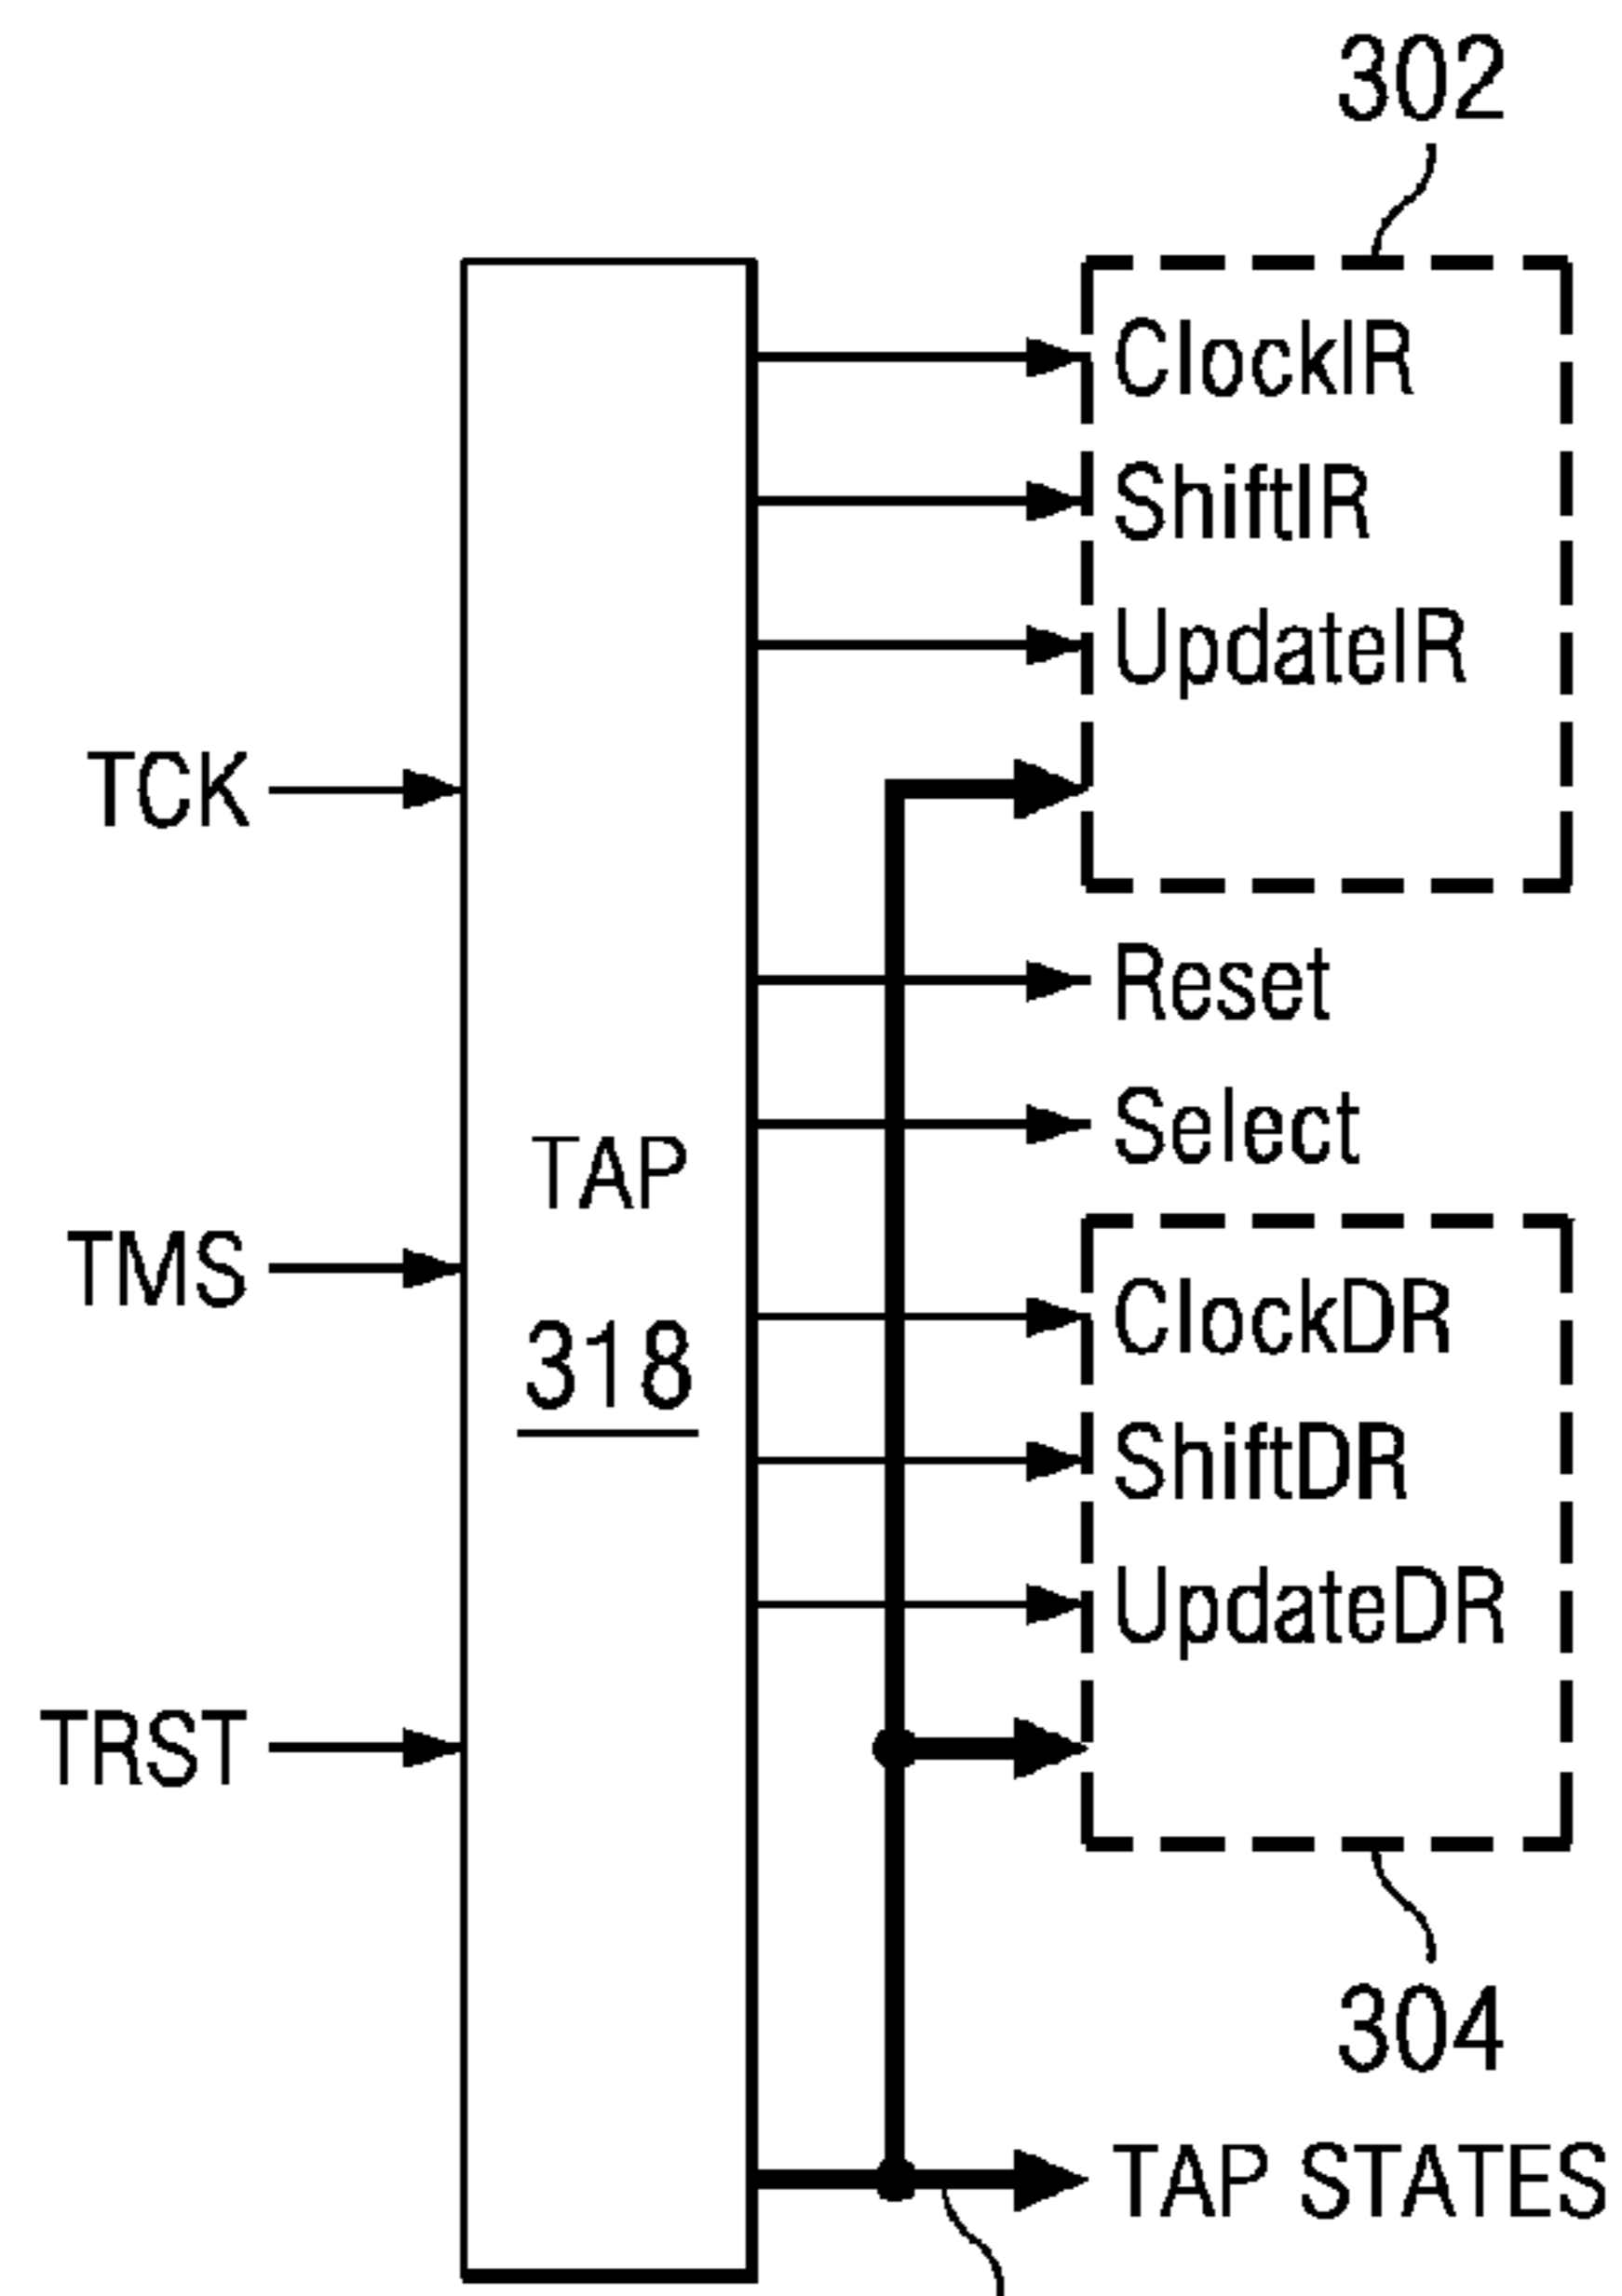 302
ClockIR
ShiftIR
UpdateIR
TCK
Reset
Select
TAP
318
TMS
ClockDR
ShiftDR
UpdateDR
TRST
304
TAP STATES